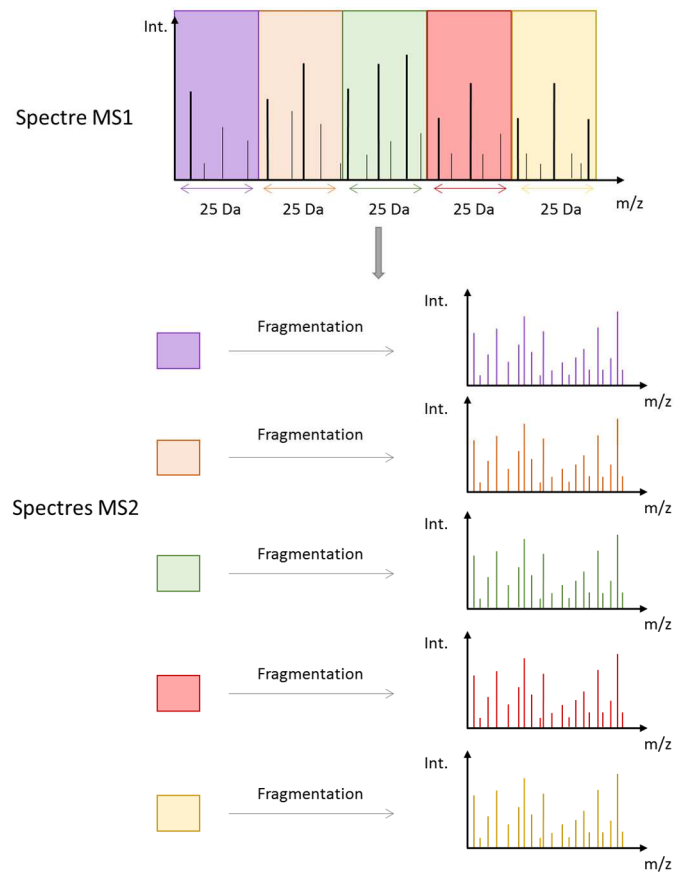 Int.
Spectre MS1
25 Da
25 Da
25 Da
25 Da
25 Da
m/z
Int.
Fragmentation
m/z
Int.
Fragmentation
m/z
Spectres MS2
Int.
Fragmentation
m/z
Int.
Fragmentation
m/z
Int.
Fragmentation
m/z